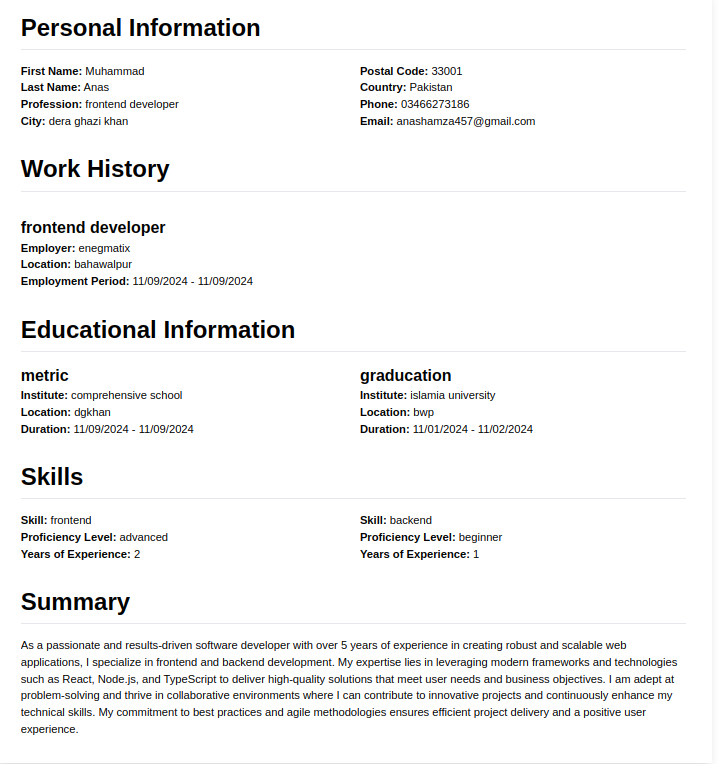 Personal Information
First Name: Muhammad
Last Name: Anas
Profession: frontend developer
City: dera ghazi khan
Postal Code: 33001
Country: Pakistan
Phone: 03466273186
Email: anashamza457@gmail.com
Work History
frontend developer
Employer: enegmatix
Location: bahawalpur
Employment Period: 11/09/2024 - 11/09/2024
Educational Information
metric
Institute: comprehensive school
Location: dgkhan
Duration: 11/09/2024 - 11/09/2024
graducation
Institute: islamia university
Location: bwp
Duration: 11/01/2024 - 11/02/2024
Skills
Skill: frontend
Proficiency Level: advanced
Years of Experience: 2
Skill: backend
Proficiency Level: beginner
Years of Experience: 1
Summary
As a passionate and results-driven software developer with over 5 years of experience in creating robust and scalable web
applications, I specialize in frontend and backend development. My expertise lies in leveraging modern frameworks and technologies
such as React, Node.js, and TypeScript to deliver high-quality solutions that meet user needs and business objectives. I am adept at
problem-solving and thrive in collaborative environments where I can contribute to innovative projects and continuously enhance my
technical skills. My commitment to best practices and agile methodologies ensures efficient project delivery and a positive user
experience.